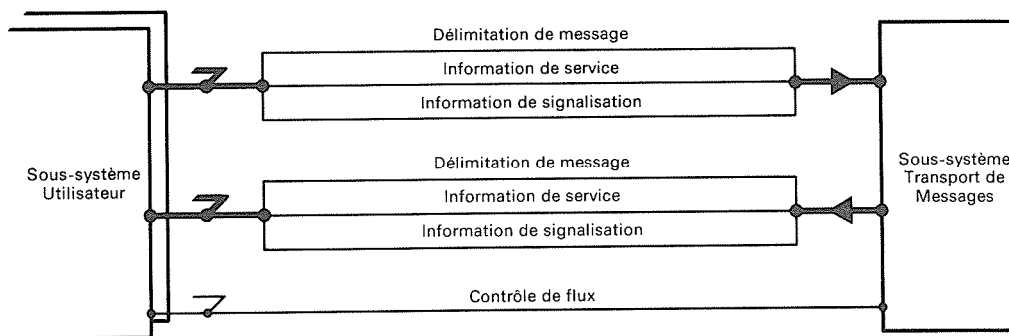 Délimitation de message
Information de service
Information de signalisation
Sous-système
Utilisateur
Sous-système
Transport de
Messages
Délimitation de message
Information de service
Information de signalisation
Contrôle de flux